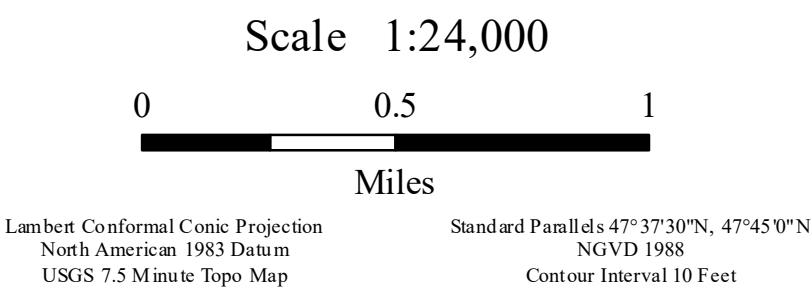 Scale 1:24,000
0 0.5 1
Miles
Lambert Conformal Conic Projection
North American 1983 Datum
USGS 7.5 Minute Topo Map
Standard Parallels 47°37'30"N, 47°45'0"N
NGVD 1988
Contour Interval 10 Feet